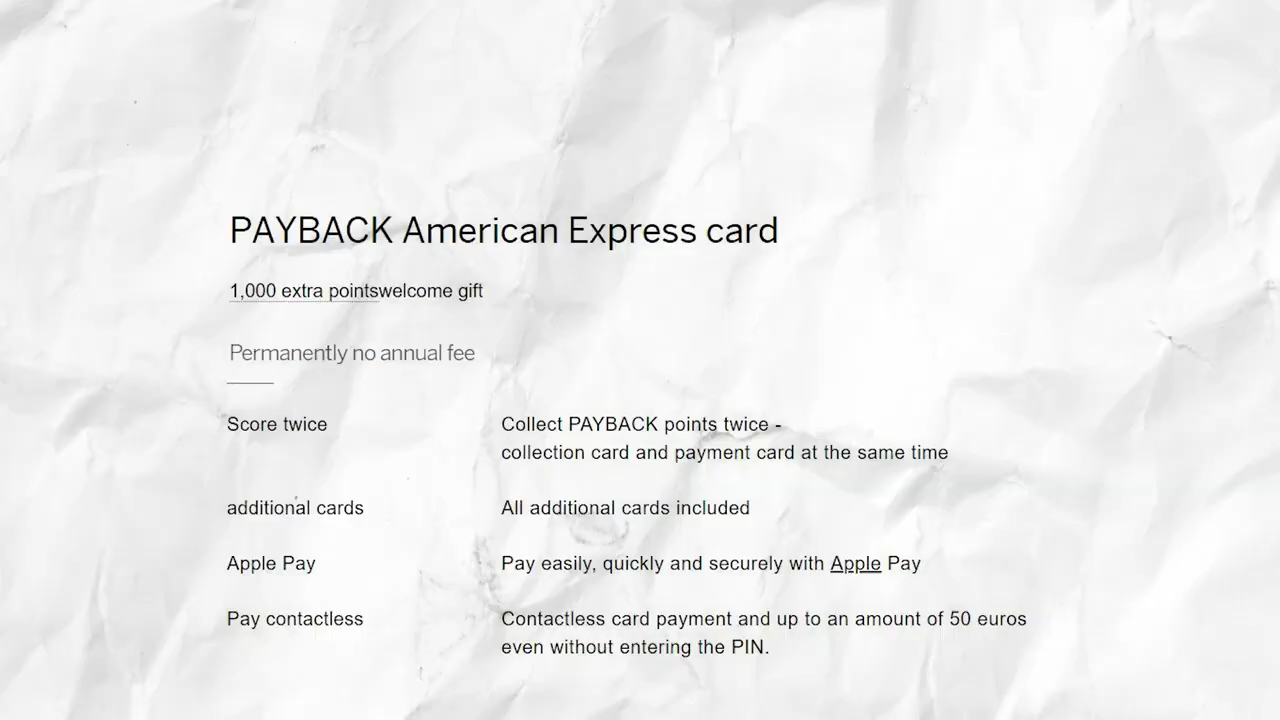 PAYBACK American Express card
1,000 extra pointswelcome gift
Permanently no annual fee
Score twice
Collect PAYBACK points twice -
collection card and payment card at the same time
additional cards
All additional cards included
Apple Pay
Pay easily, quickly and securely with Apple Pay
Pay contactless
Contactless card payment and up to an amount of 50 euros
even without entering the PIN.